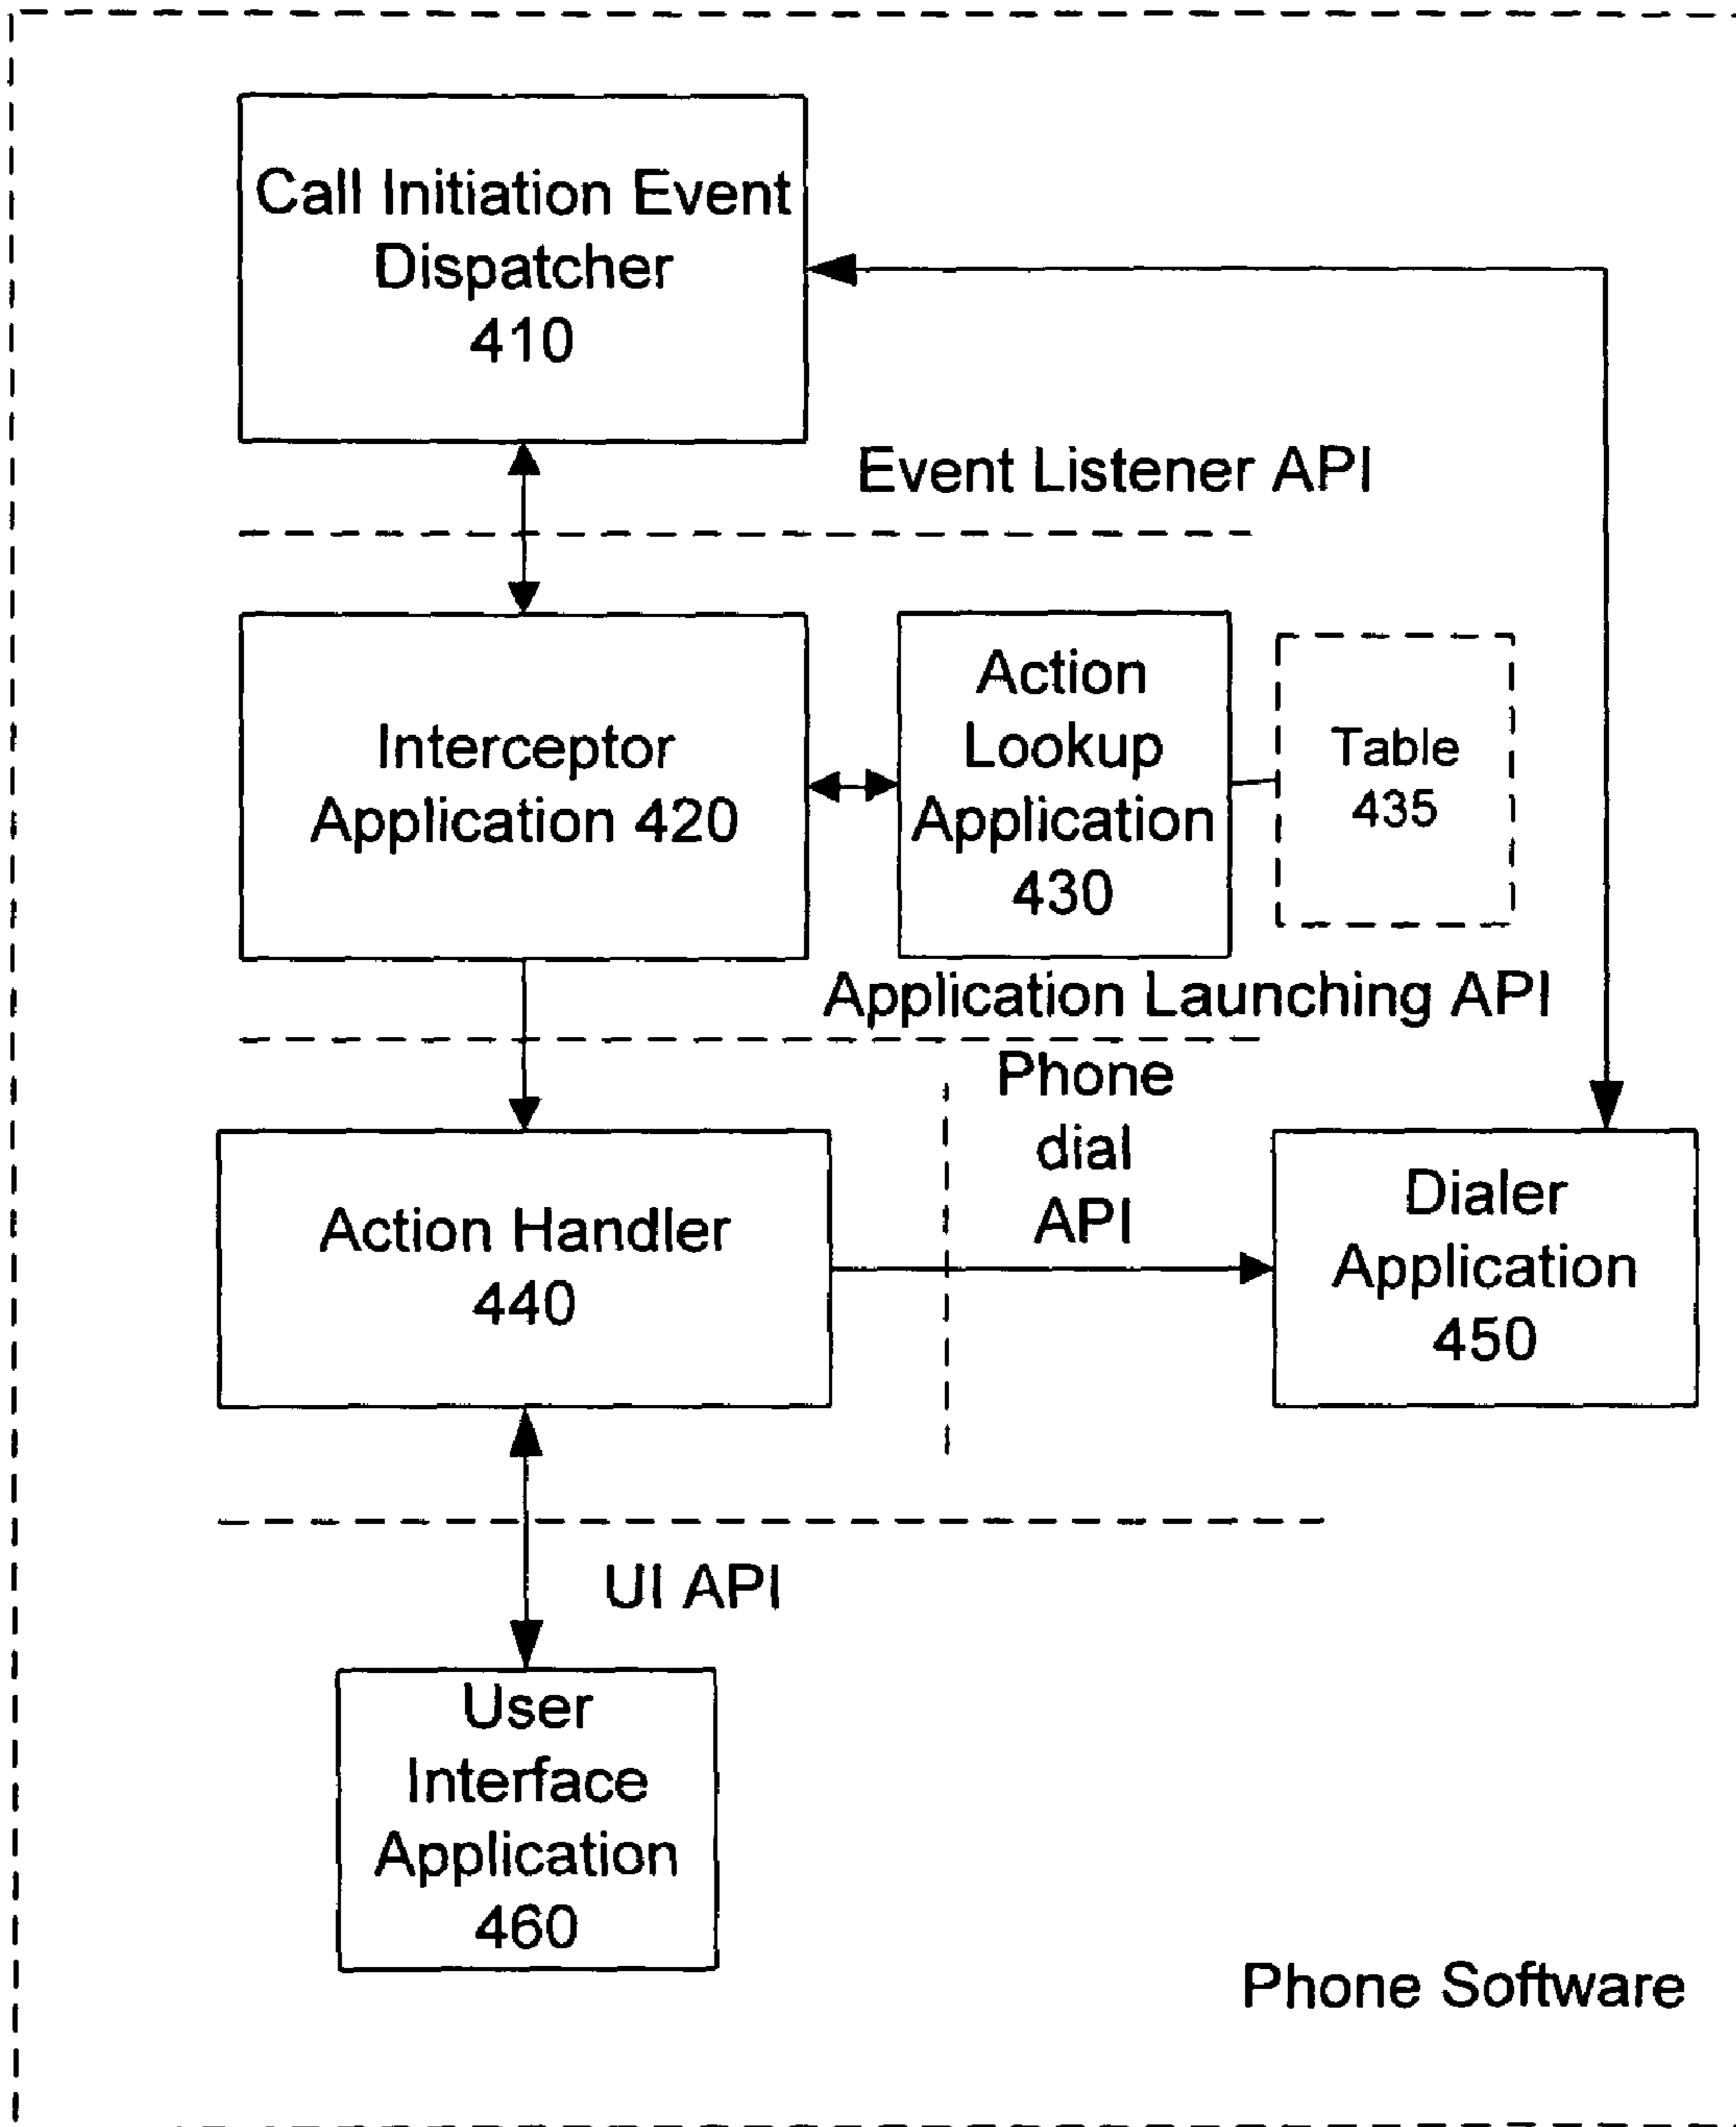 Call Initiation Event
Dispatcher
410
Event Listener API
Interceptor
Application 420
Action
Lookup
Application
430
Table
435
Application Launching API
Phone
dial
API
Action Handler
440
Dialer
Application
450
UI API
User
Interface
Application
460
Phone Software